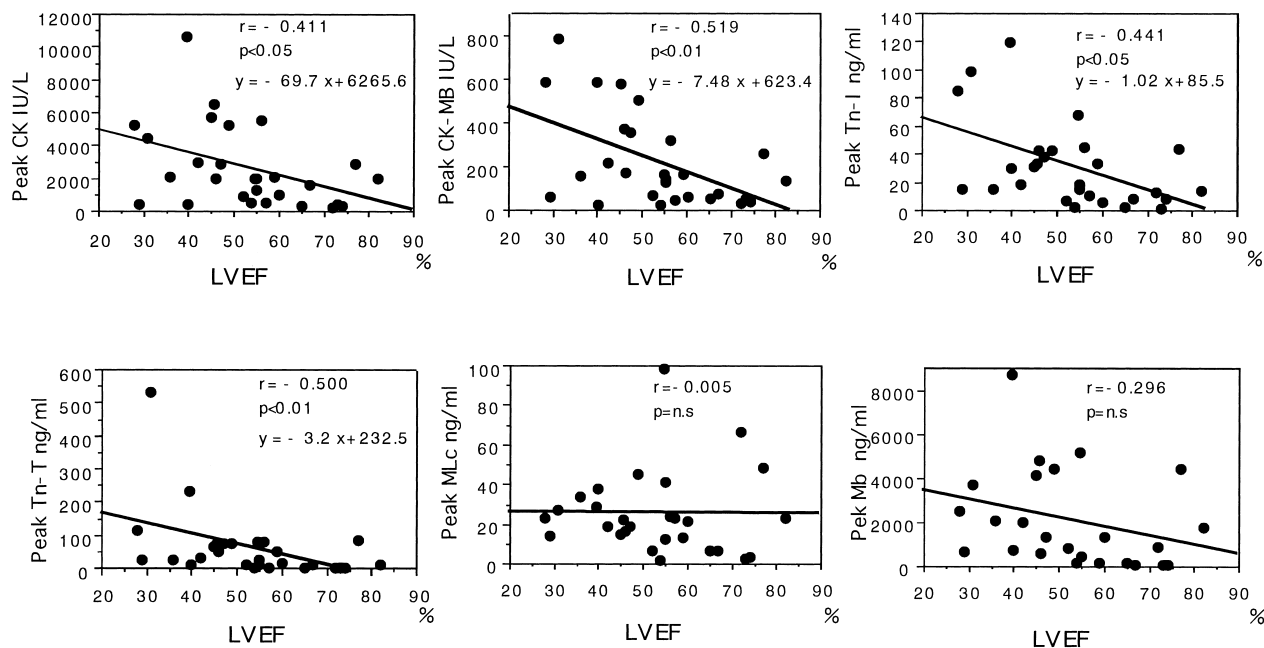 r= - 0.411
p<0.05
y = - 69.7 x+6265.6
Peak CK IU/L
12000
10000
8000
6000
4000
2000
0
20 30 40 50 60 70 80 90
%
LVEF
r= - 0.519
p<0.01
y = - 7.48 x+623.4
Peak CK-MB IU/L
800
600
400
200
0
20 30 40 50 60 70 80 90
%
LVEF
r= - 0.441
p<0.05
y = - 1.02 x+85.5
Peak Tn-I ng/ml
140
120
100
80
60
40
20
0
20 30 40 50 60 70 80 90
%
LVEF
r= - 0.500
p<0.01
y = - 3.2 x+232.5
Peak Tn-T ng/ml
600
500
400
300
200
100
0
20 30 40 50 60 70 80 90
%
LVEF
r=-0.005
p=n.s
Peak MLc ng/ml
100
80
60
40
20
0
20 30 40 50 60 70 80 90
%
LVEF
r=-0.296
p=n.s
Pek Mb ng/ml
8000
6000
4000
2000
0
20 30 40 50 60 70 80 90
%
LVEF